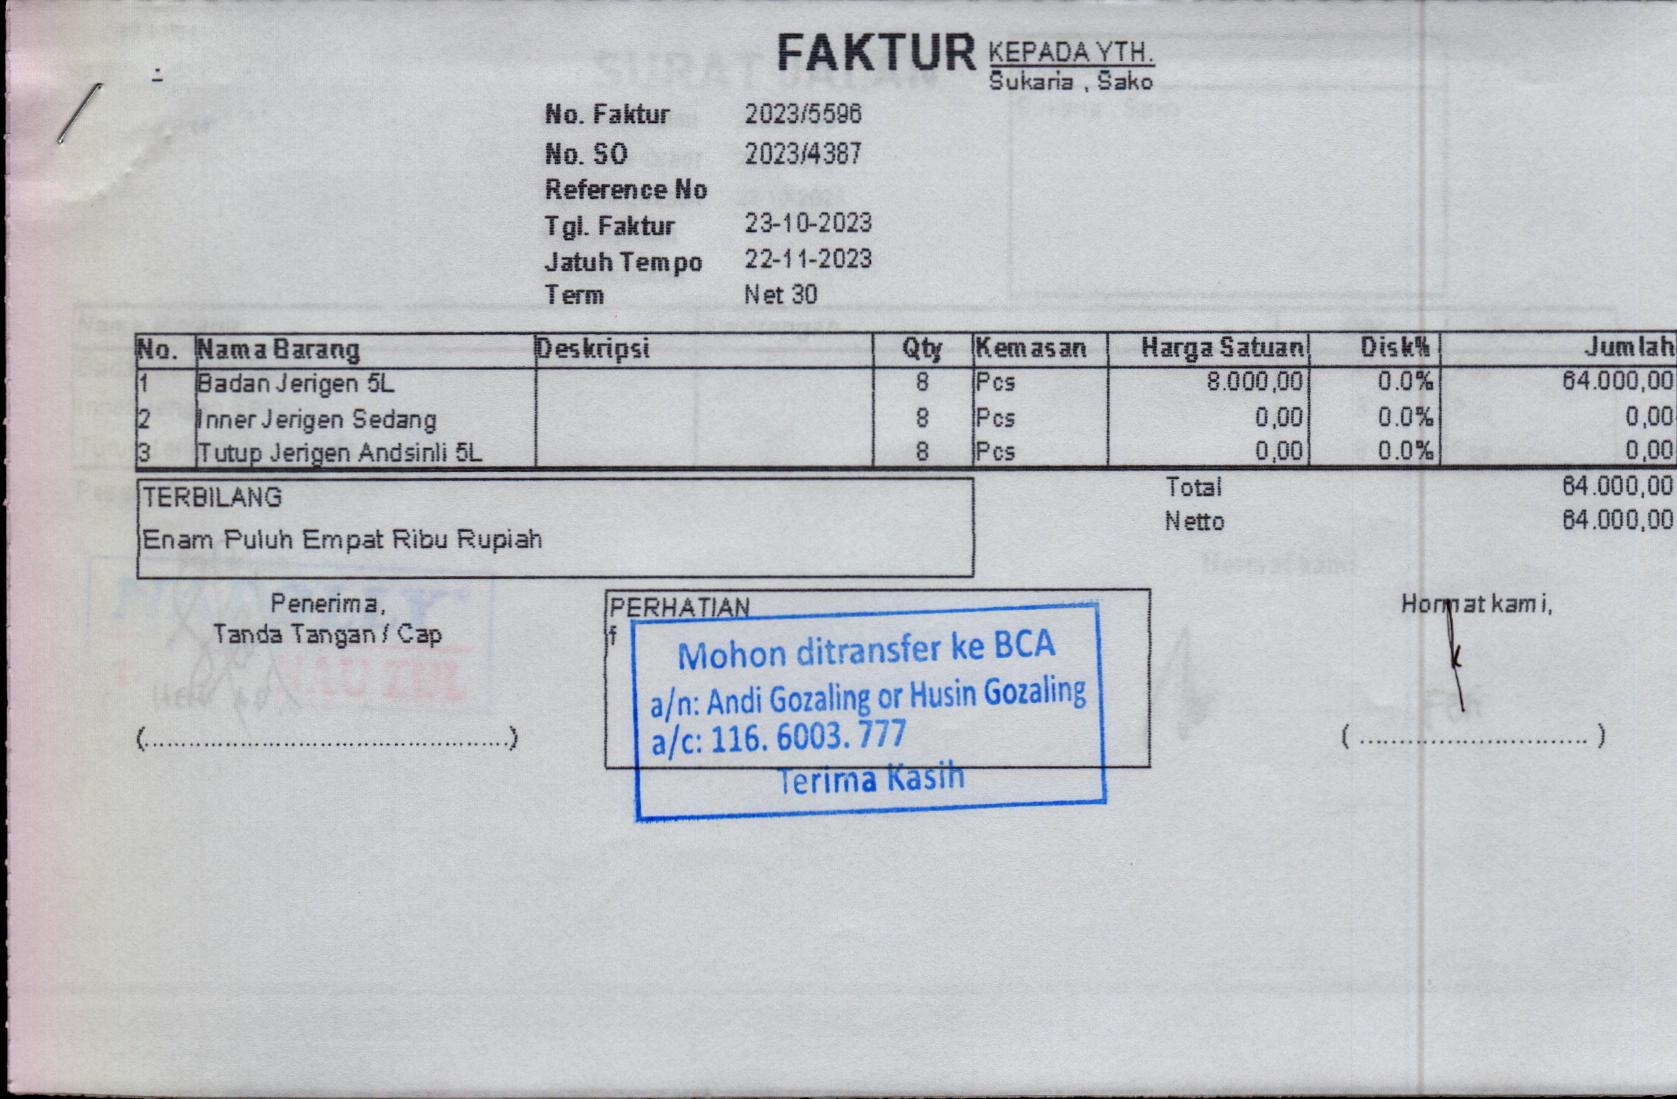 FAKTUR
KEPADA YTH.
Sukaria , Sako
No. Faktur 2023/5596
No. SO 2023/4387
Reference No
Tgl. Faktur 23-10-2023
Jatuh Tempo 22-11-2023
Term Net 30
No. Nama Barang Deskripsi Qty Kemasan Harga Satuan Disk% Jumlah
1 Badan Jerigen 5L 8 Pcs 8.000,00 0.0% 64.000,00
2 Inner Jerigen Sedang 8 Pcs 0,00 0.0% 0,00
3 Tutup Jerigen Andsinli 5L 8 Pcs 0,00 0.0% 0,00
TERBILANG
Enam Puluh Empat Ribu Rupiah
Total 64.000,00
Netto 64.000,00
Penerima,
Tanda Tangan / Cap
(................................................)
PERHATIAN
f
Mohon ditransfer ke BCA
a/n: Andi Gozaling or Husin Gozaling
a/c: 116. 6003. 777
Terima Kasih
Hormat kami,
( .............................. )